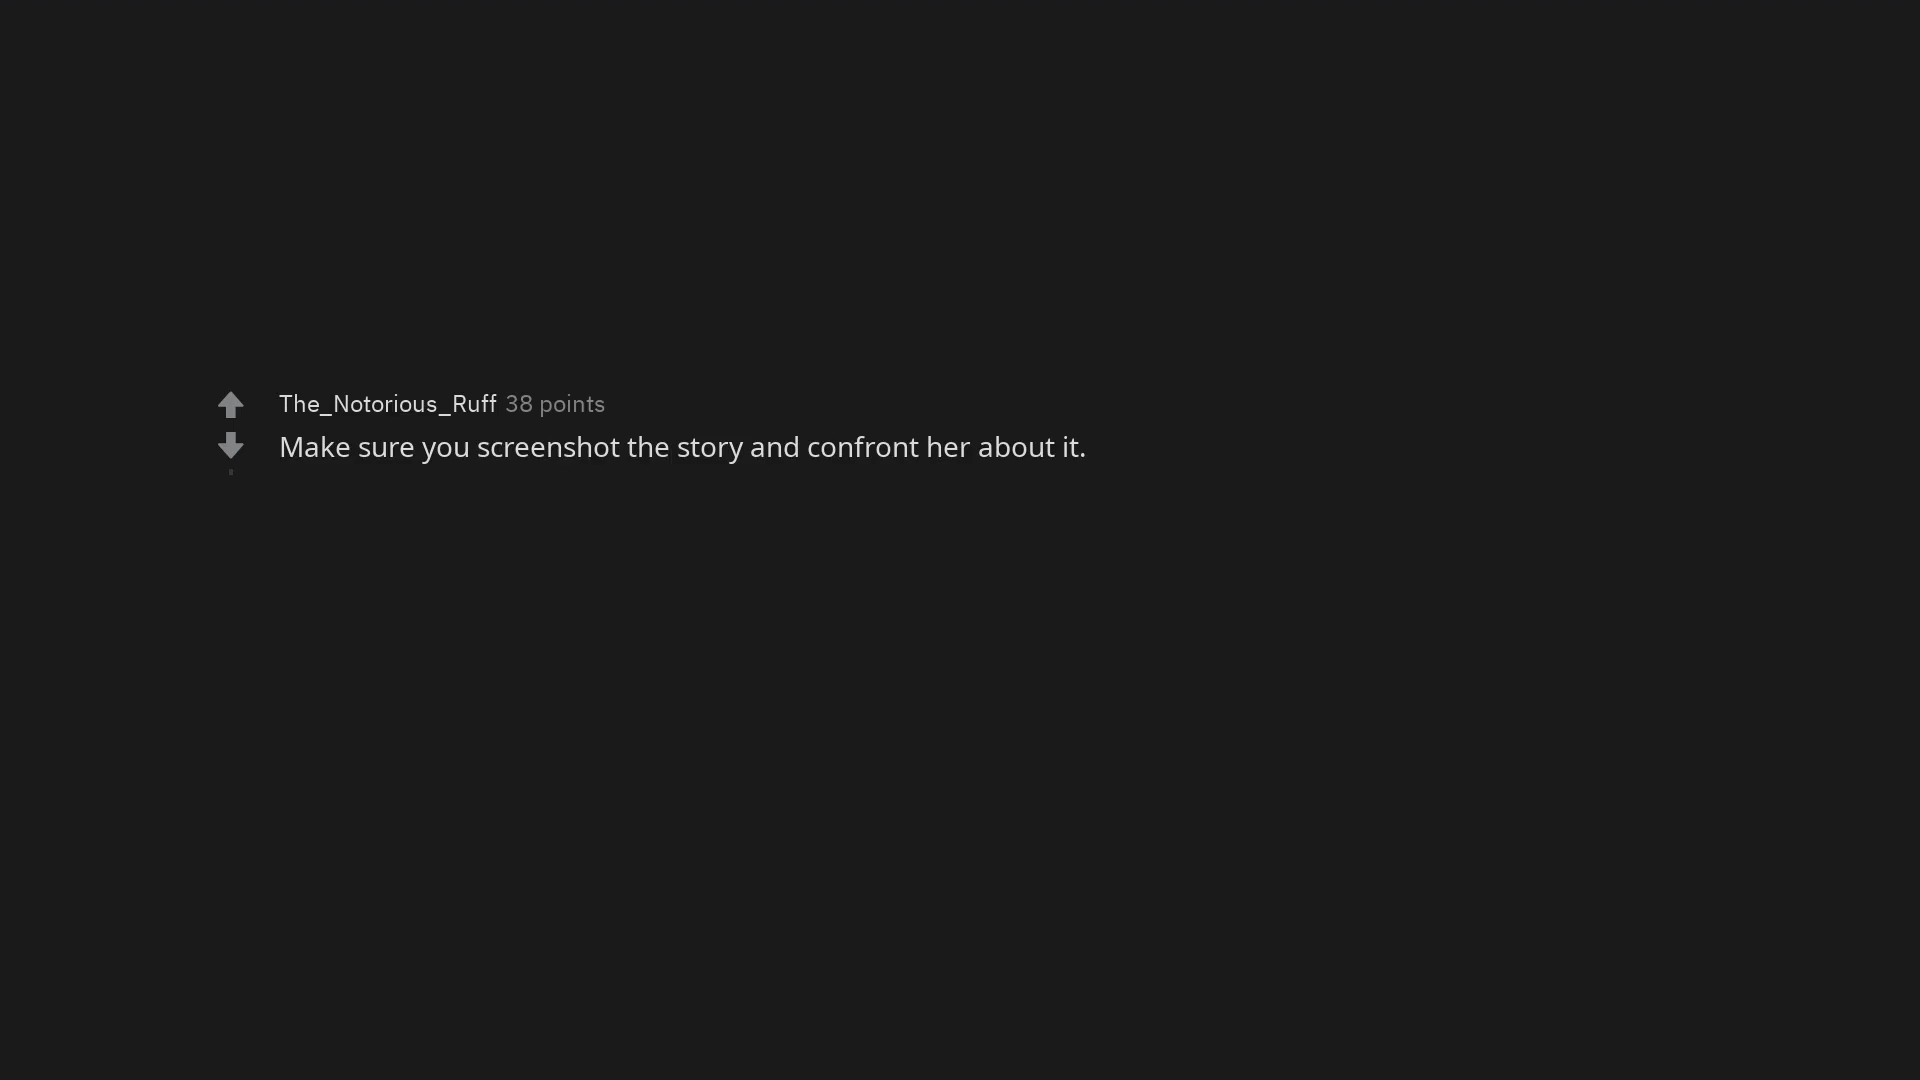 The_Notorious_Ruff 38 points
Make sure you screenshot the story and confront her about it.